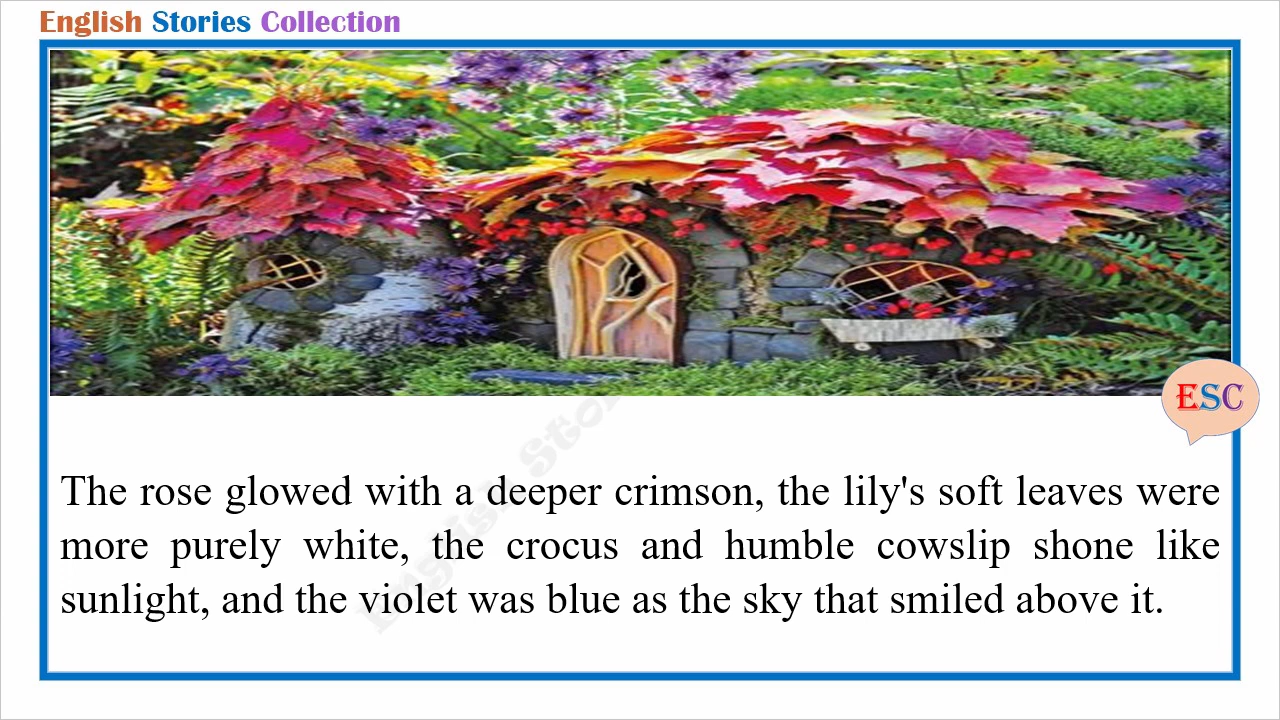 English Stories Collection
ESC
The rose glowed with a deeper crimson, the lily's soft leaves were
more purely white, the crocus and humble cowslip shone like
sunlight, and the violet was blue as the sky that smiled above it.
English Stor